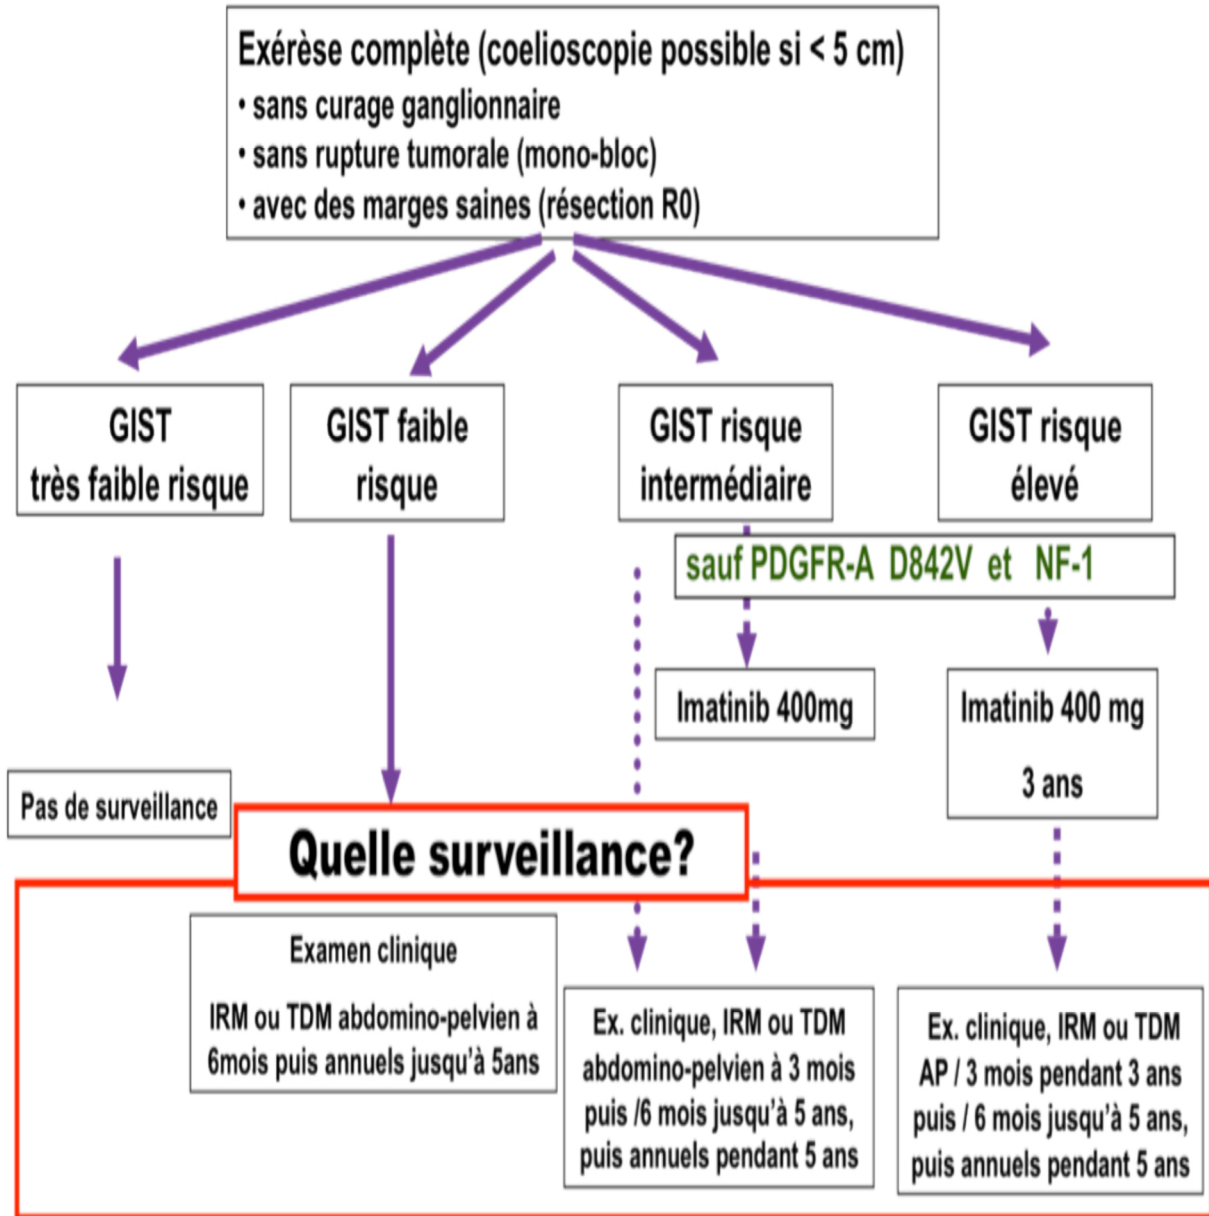 Exérèse complète (coelioscopie possible si < 5 cm)
• sans curage ganglionnaire
• sans rupture tumorale (mono-bloc)
• avec des marges saines (résection R0)
GIST
très faible risque
GIST faible
risque
GIST risque
intermédiaire
GIST risque
élevé
sauf PDGFR-A D842V et NF-1
Imatinib 400mg
Imatinib 400 mg
3 ans
Pas de surveillance
Quelle surveillance?
Examen clinique
IRM ou TDM abdomino-pelvien à
6mois puis annuels jusqu'à 5ans
Ex. clinique, IRM ou TDM
abdomino-pelvien à 3 mois
puis /6 mois jusqu'à 5 ans,
puis annuels pendant 5 ans
Ex. clinique, IRM ou TDM
AP / 3 mois pendant 3 ans
puis / 6 mois jusqu'à 5 ans,
puis annuels pendant 5 ans